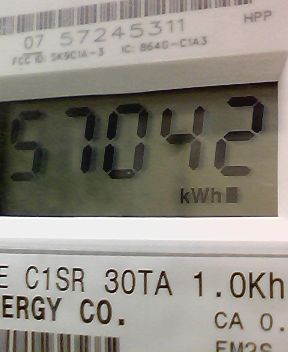 HPP
07 57245311
FCC ID: SK9C1A-3 IC: 864G-C1A3
57042
kWh
E C1SR 30TA 1.0Kh
ERGY CO.
CA 0.
FM2S